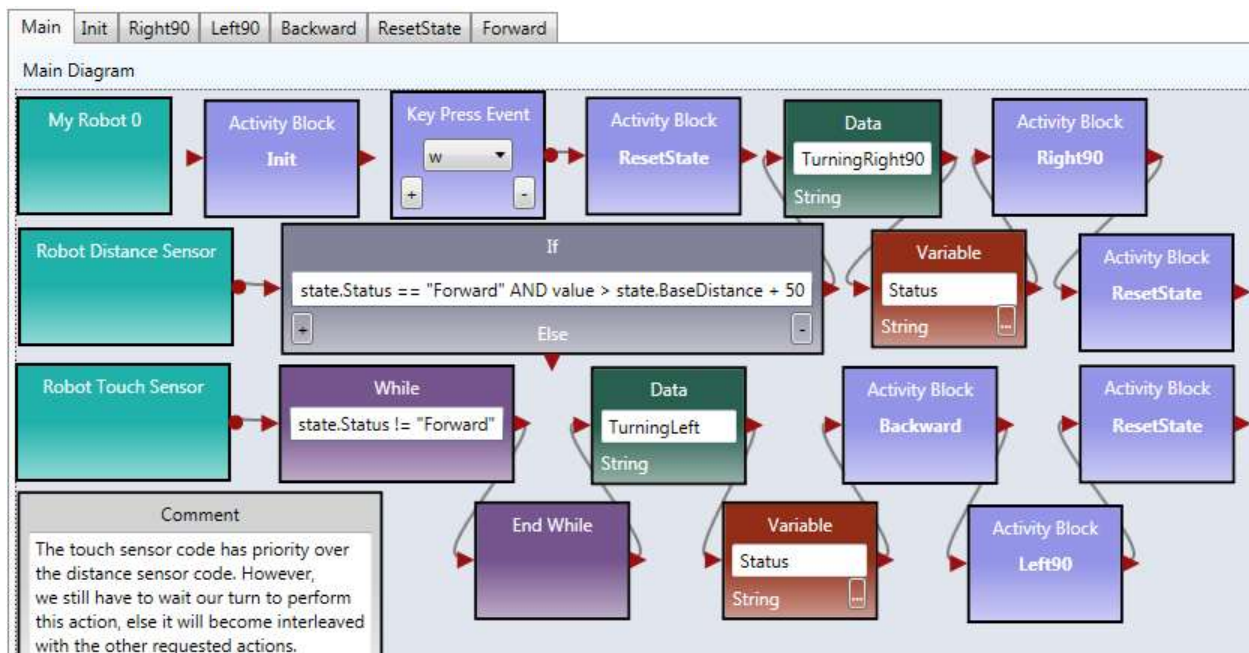 Main Init Right90 Left90 Backward ResetState Forward
Main Diagram
My Robot 0
Activity Block
Init
Key Press Event
w
+ -
Activity Block
ResetState
Data
TurningRight90
String
Activity Block
Right90
Robot Distance Sensor
If
state.Status == "Forward" AND value > state.BaseDistance + 50
+ Else -
Variable
Status
String ...
Activity Block
ResetState
Robot Touch Sensor
While
state.Status != "Forward"
Data
TurningLeft
String
Activity Block
Backward
Activity Block
ResetState
Comment
The touch sensor code has priority over
the distance sensor code. However,
we still have to wait our turn to perform
this action, else it will become interleaved
with the other requested actions.
End While
Variable
Status
String ...
Activity Block
Left90